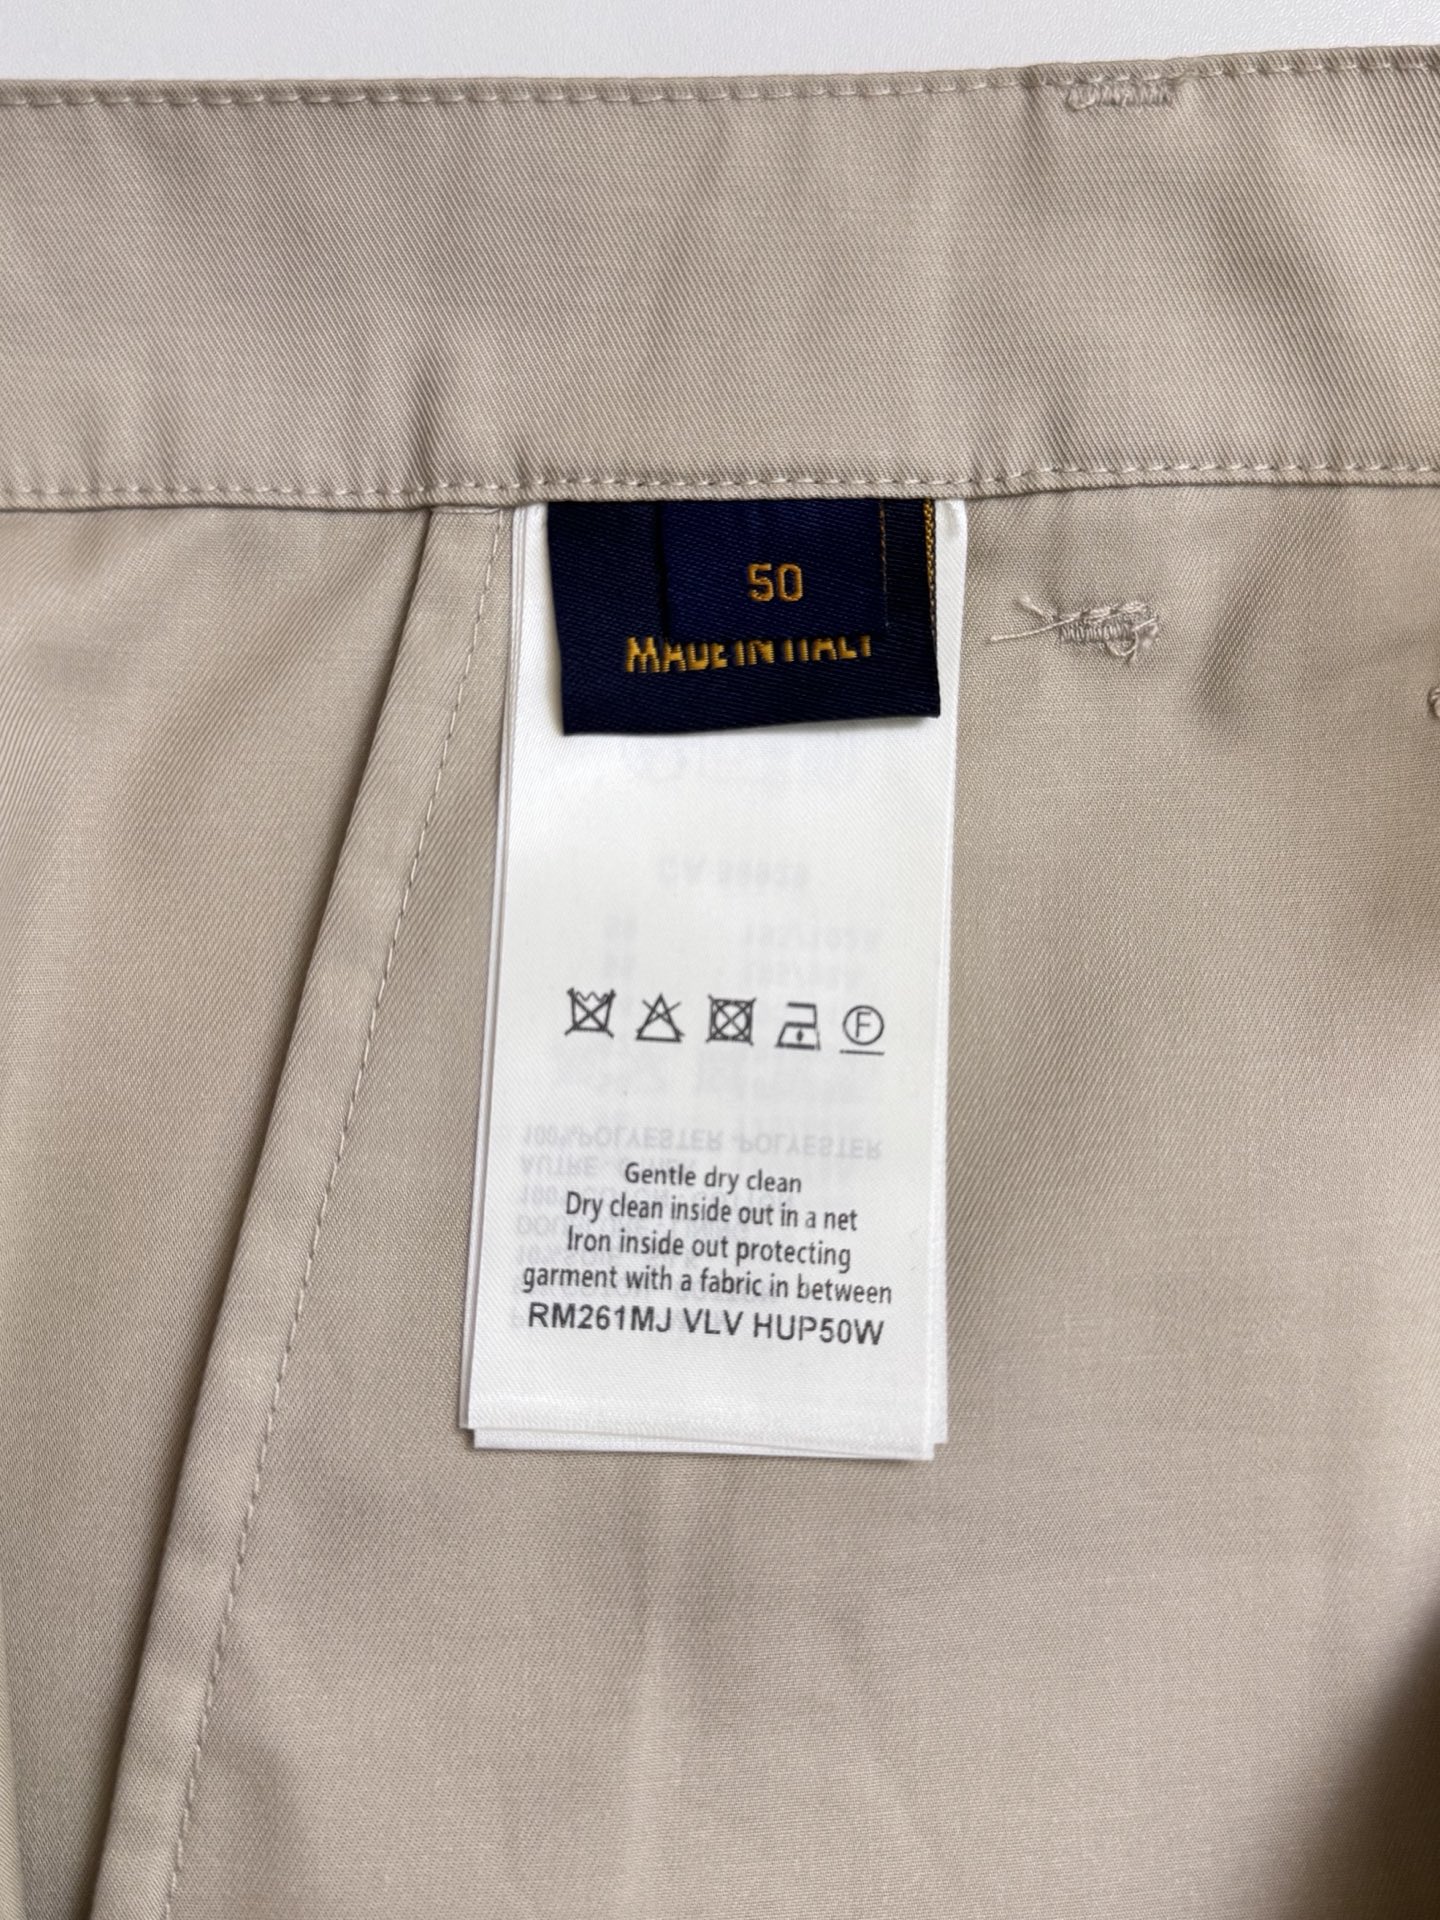 50
MADE IN ITALY
F
Gentle dry clean
Dry clean inside out in a net
Iron inside out protecting
garment with a fabric in between
RM261MJ VLV HUP50W